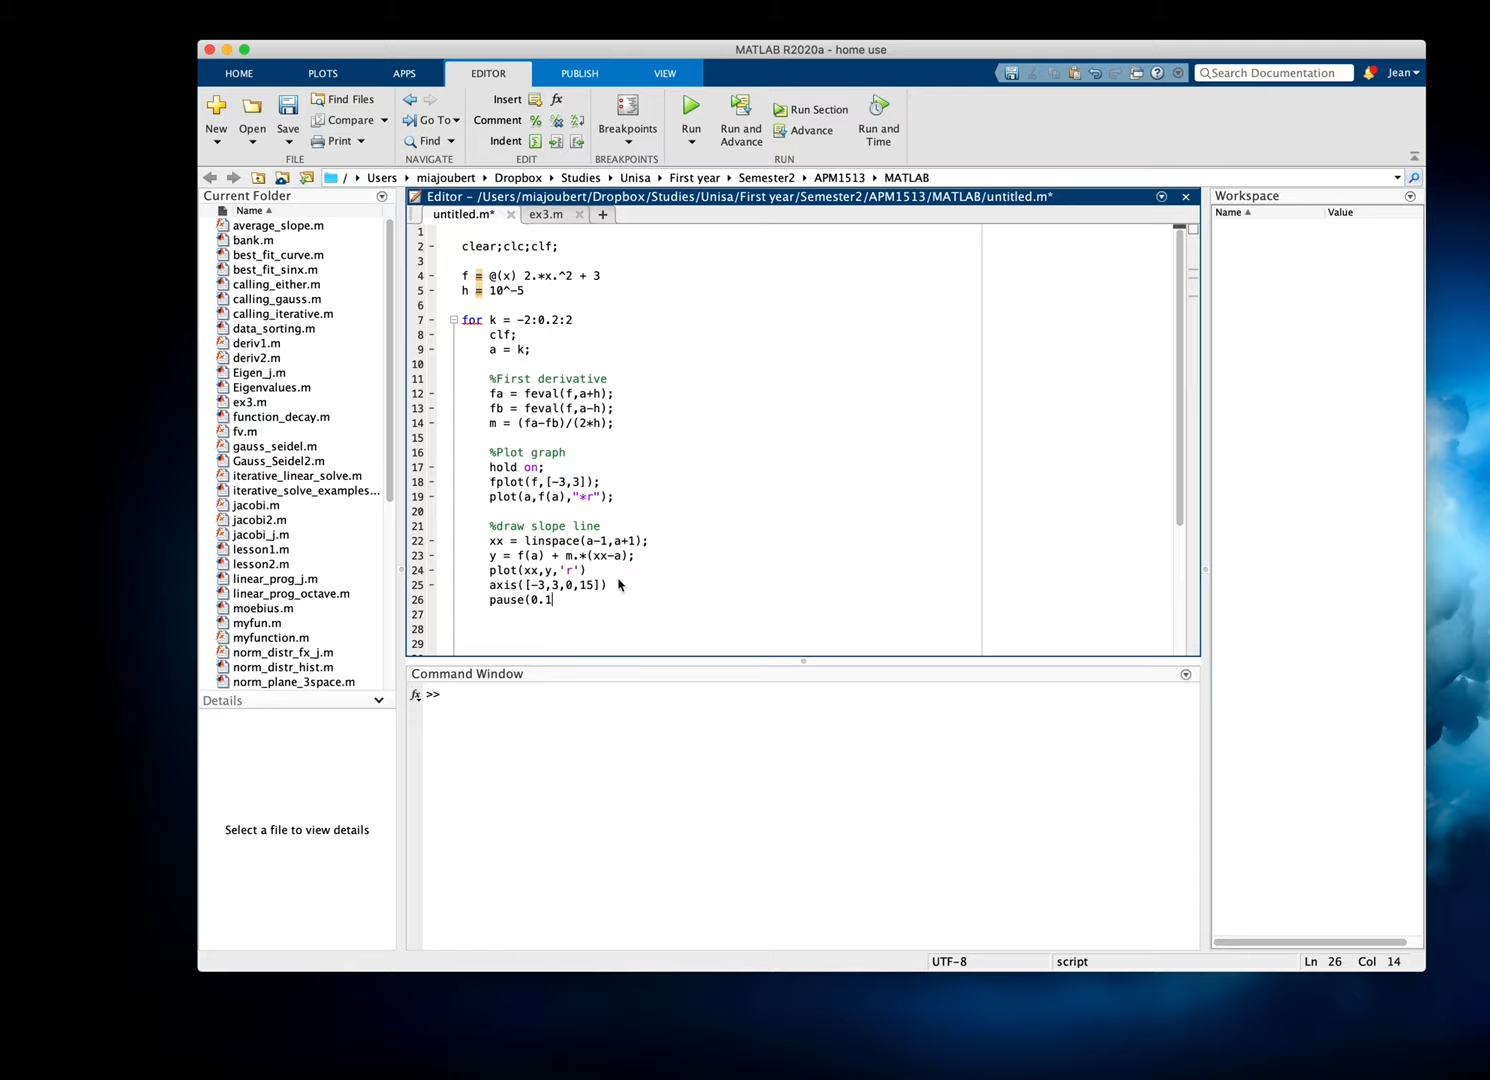 MATLAB R2020a - home use
HOME PLOTS APPS EDITOR PUBLISH VIEW Search Documentation Jean
New Open Save Find Files Compare Print Go To Find Insert fx Comment Indent Breakpoints Run Run and Advance Run Section Advance Run and Time
FILE NAVIGATE EDIT BREAKPOINTS RUN
/ Users miajoubert Dropbox Studies Unisa First year Semester2 APM1513 MATLAB
Current Folder
Name
average_slope.m
bank.m
best_fit_curve.m
best_fit_sinx.m
calling_either.m
calling_gauss.m
calling_iterative.m
data_sorting.m
deriv1.m
deriv2.m
Eigen_j.m
Eigenvalues.m
ex3.m
function_decay.m
fv.m
gauss_seidel.m
Gauss_Seidel2.m
iterative_linear_solve.m
iterative_solve_examples...
jacobi.m
jacobi2.m
jacobi_j.m
lesson1.m
lesson2.m
linear_prog_j.m
linear_prog_octave.m
moebius.m
myfun.m
myfunction.m
norm_distr_fx_j.m
norm_distr_hist.m
norm_plane_3space.m
Details
Select a file to view details
Editor - /Users/miajoubert/Dropbox/Studies/Unisa/First year/Semester2/APM1513/MATLAB/untitled.m*
untitled.m* ex3.m
1
2 - clear;clc;clf;
3
4 - f = @(x) 2.*x.^2 + 3
5 - h = 10^-5
6
7 - for k = -2:0.2:2
8 - clf;
9 - a = k;
10
11 %First derivative
12 - fa = feval(f,a+h);
13 - fb = feval(f,a-h);
14 - m = (fa-fb)/(2*h);
15
16 %Plot graph
17 - hold on;
18 - fplot(f,[-3,3]);
19 - plot(a,f(a),"*r");
20
21 %draw slope line
22 - xx = linspace(a-1,a+1);
23 - y = f(a) + m.*(xx-a);
24 - plot(xx,y,'r')
25 - axis([-3,3,0,15])
26 - pause(0.1
27
28
29
Command Window
fx >>
Workspace
Name Value
UTF-8 script Ln 26 Col 14